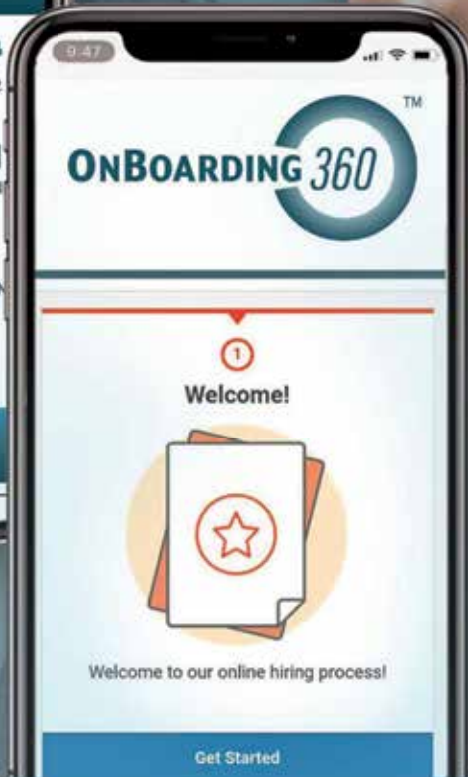 9:47
TM
ONBOARDING 360
1
Welcome!
Welcome to our online hiring process!
Get Started